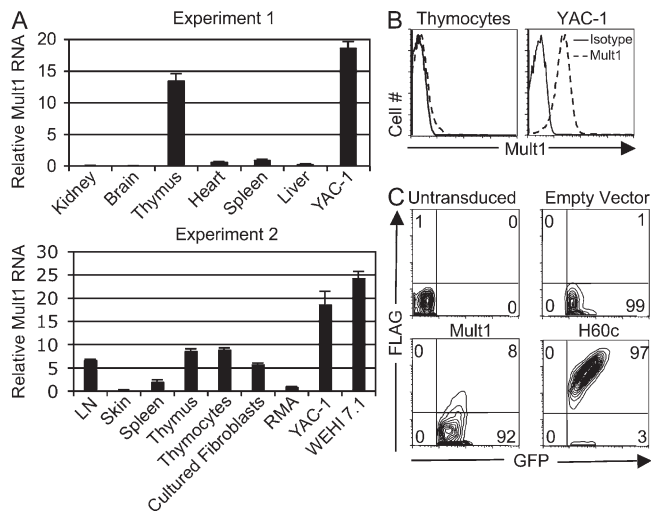 A
Experiment 1
Relative Mult1 RNA
20
15
10
5
0
Kidney
Brain
Thymus
Heart
Spleen
Liver
YAC-1
Experiment 2
Relative Mult1 RNA
30
25
20
15
10
5
0
LN
Skin
Spleen
Thymus
Thymocytes
Cultured Fibroblasts
RMA
YAC-1
WEHI 7.1
B
Thymocytes
YAC-1
Isotype
Mult1
Cell #
Mult1
C
Untransduced
Empty Vector
1 0
0
1
0 99
Mult1
H60c
0 8
0 92
0 97
0 3
FLAG
GFP